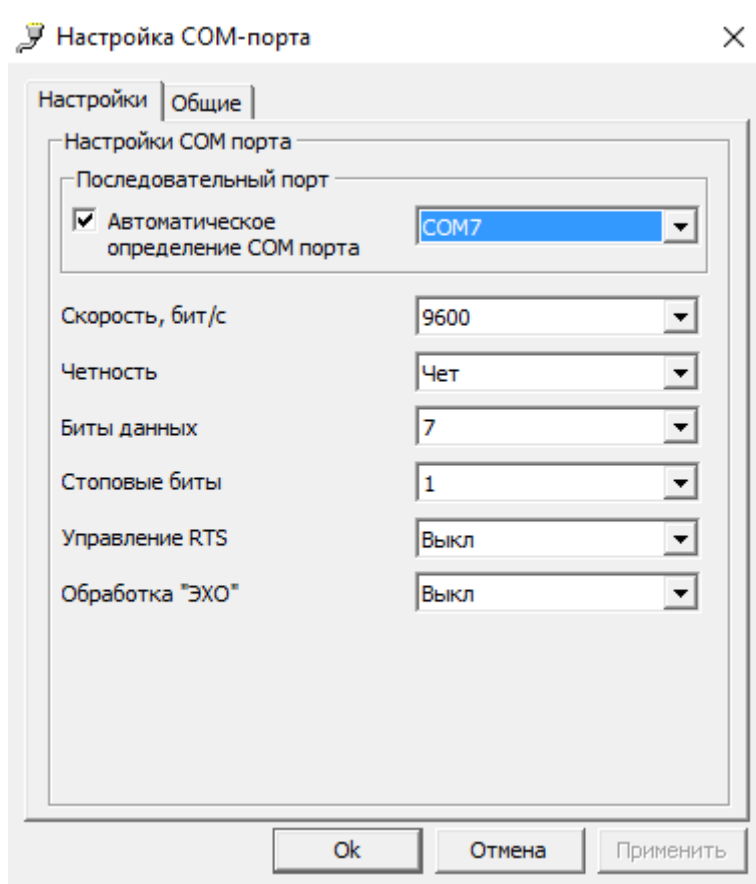 Настройка COM-порта
Настройки
Общие
Настройки COM порта
Последовательный порт
Автоматическое
определение COM порта
COM7
Скорость, бит/с
9600
Четность
Чет
Биты данных
7
Стоповые биты
1
Управление RTS
Выкл
Обработка "ЭХО"
Выкл
Ok
Отмена
Применить